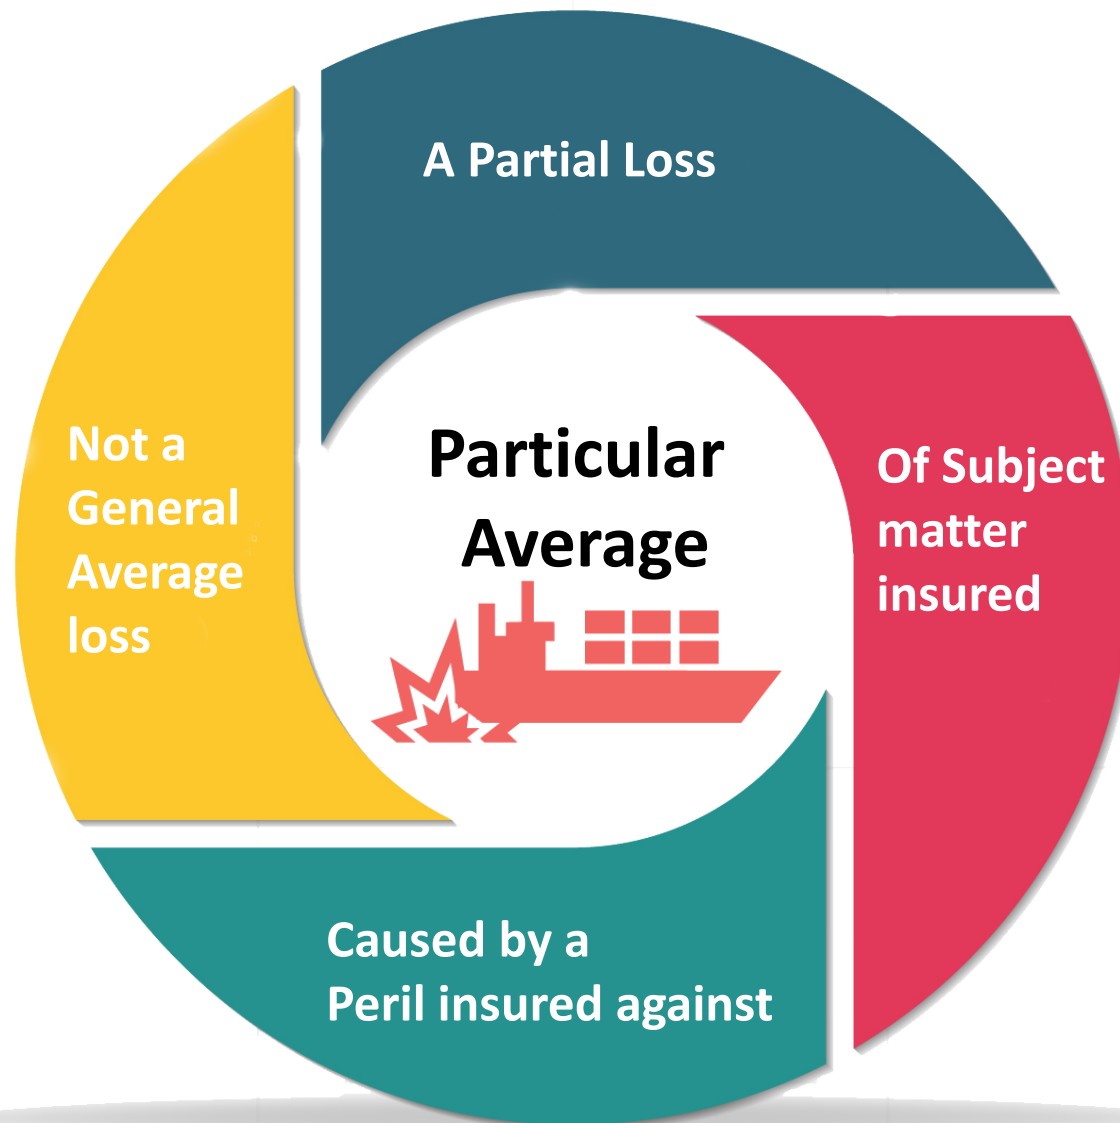 A Partial Loss
Of Subject
matter
insured
Caused by a
Peril insured against
Not a
General
Average
loss
Particular
Average